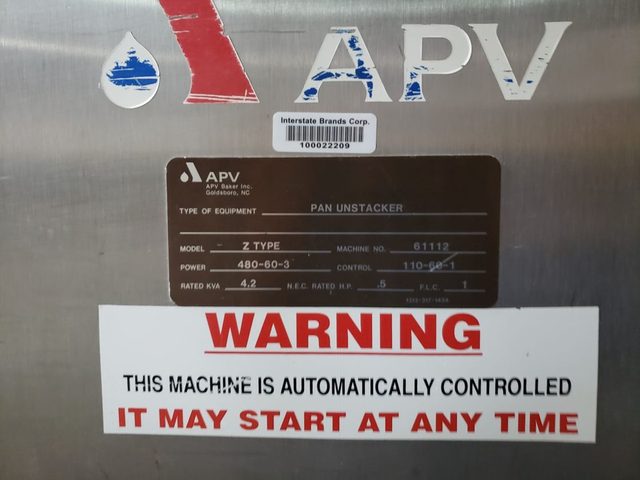 APV
Interstate Brands Corp.
100022209
APV
APV Baker Inc.
Goldsboro, NC
TYPE OF EQUIPMENT PAN UNSTACKER
MODEL Z TYPE MACHINE NO. 61112
POWER 480-60-3 CONTROL 110-60-1
RATED KVA 4.2 N.E.C. RATED H.P. .5 F.L.C. 1
WARNING
THIS MACHINE IS AUTOMATICALLY CONTROLLED
IT MAY START AT ANY TIME